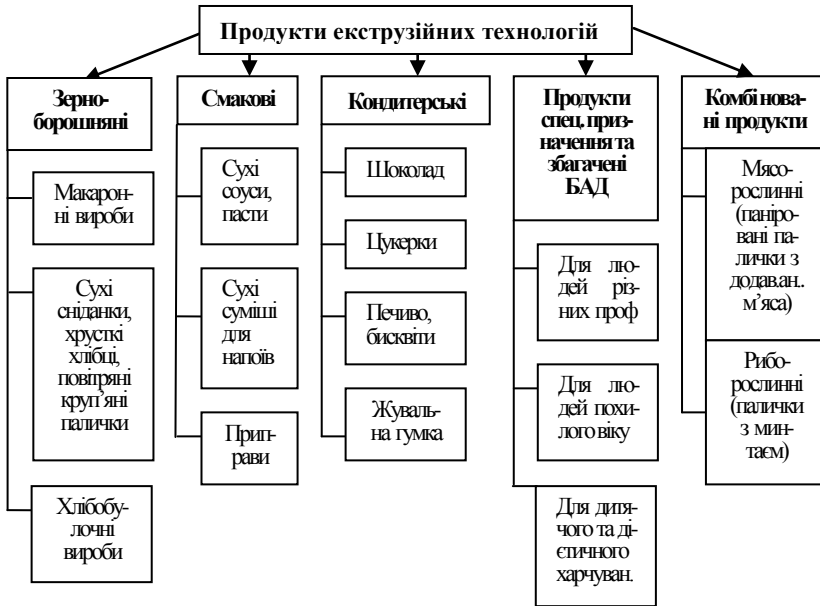 Продукти екструзійних технологій
Зерно-
борошняні
Макарон-
ні вироби
Сухі
сніданки,
хрусткі
хлібці,
повітряні
круп’яні
палички
Хлібобу-
лочні
вироби
Смакові
Сухі
соуси,
пасти
Сухі
суміші
для
напоїв
Прип-
рави
Кондитерські
Шоколад
Цукерки
Печиво,
бисквіти
Жуваль-
на гумка
Продукти
спец. приз-
начення та
збагачені
БАД
Для лю-
дей різ-
них проф
Для лю-
дей похи-
лого віку
Для дитя-
чого та ді-
єтичного
харчуван.
Комбінова-
ні продукти
Мясо-
рослинні
(паніро-
вані па-
лички з
додаван..
м’яса)
Рибо-
рослинні
(палички
з мин-
таєм)